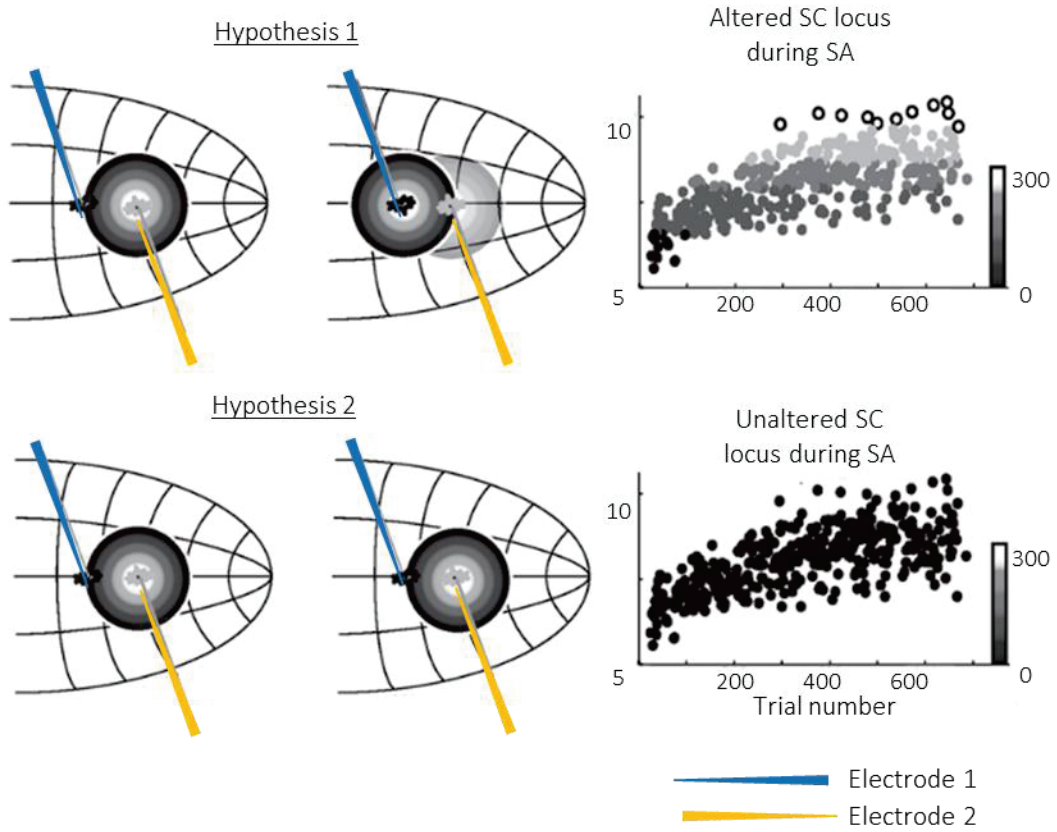 Hypothesis 1
Altered SC locus
during SA
10
5
200
400
600
300
0
Hypothesis 2
Unaltered SC
locus during SA
10
5
200
400
600
300
0
Trial number
Electrode 1
Electrode 2